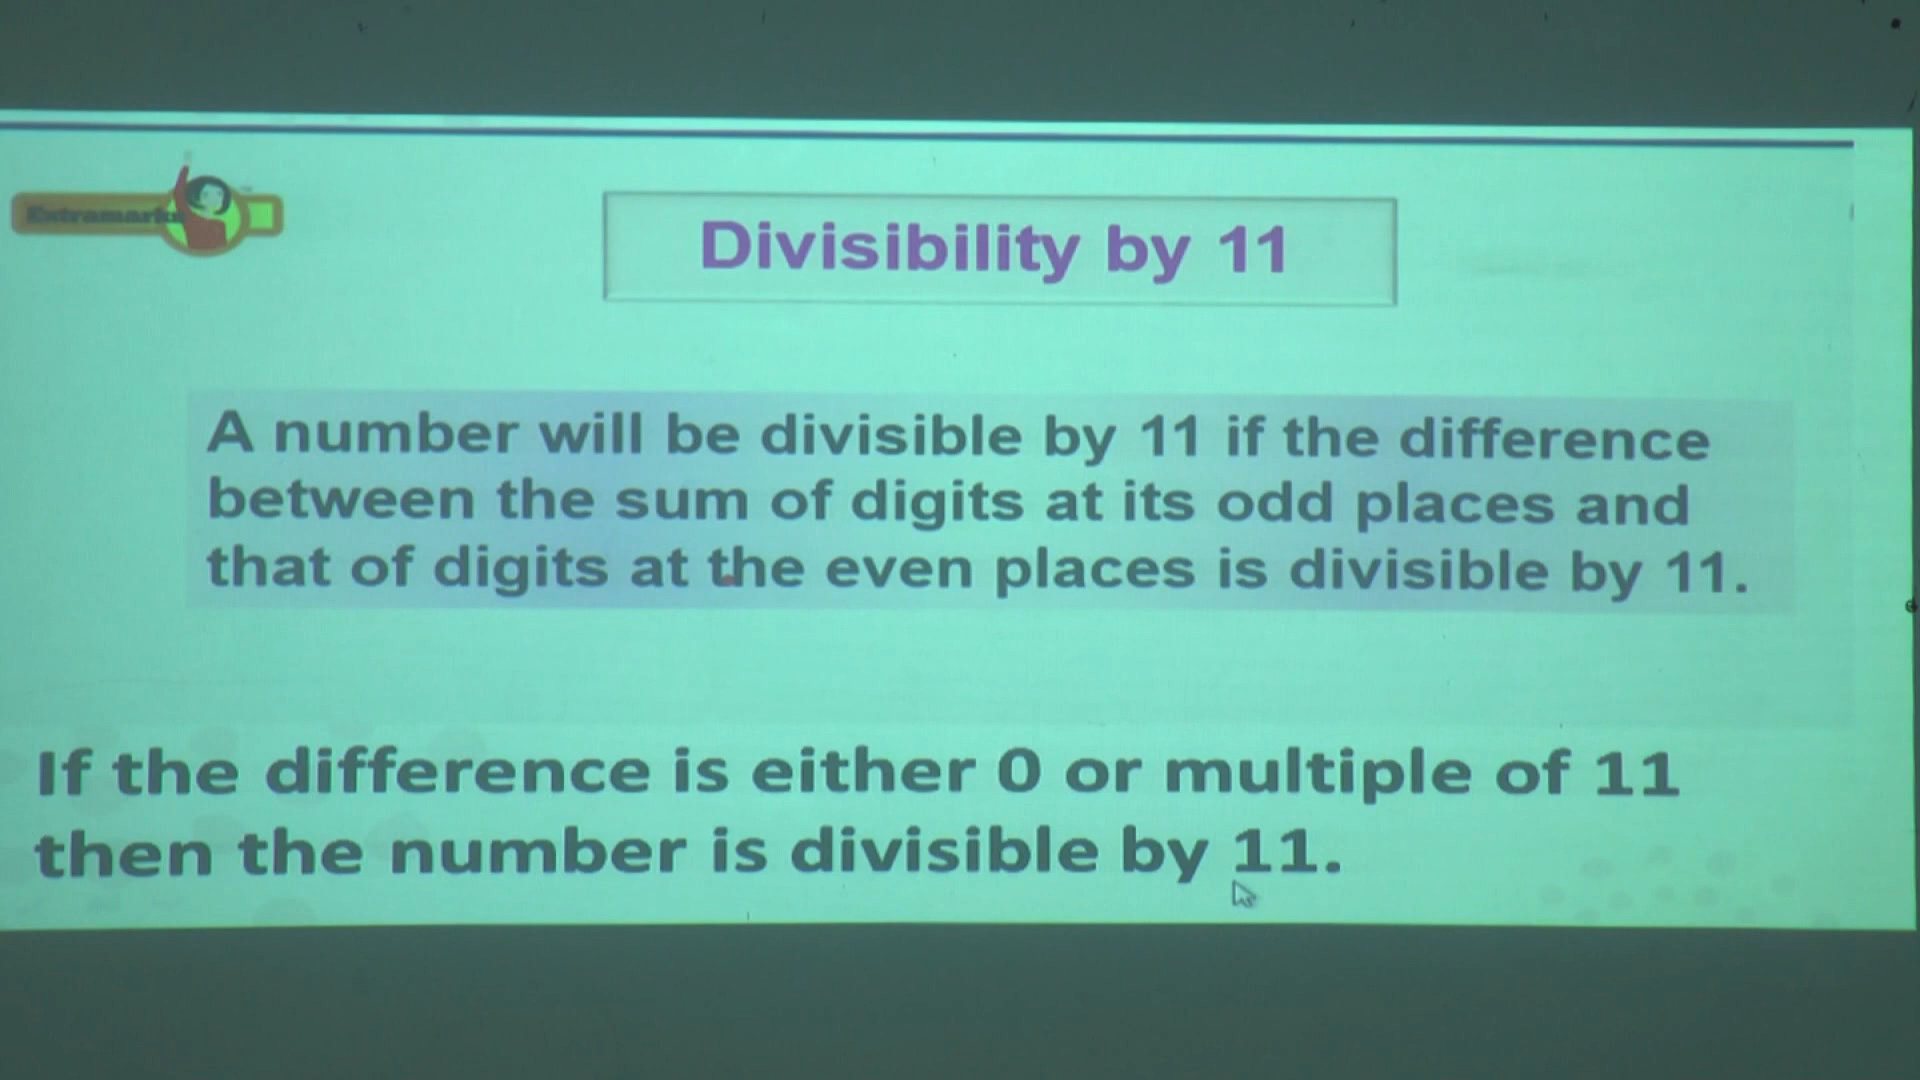 Extramarks
Divisibility by 11
A number will be divisible by 11 if the difference
between the sum of digits at its odd places and
that of digits at the even places is divisible by 11.
If the difference is either 0 or multiple of 11
then the number is divisible by 11.